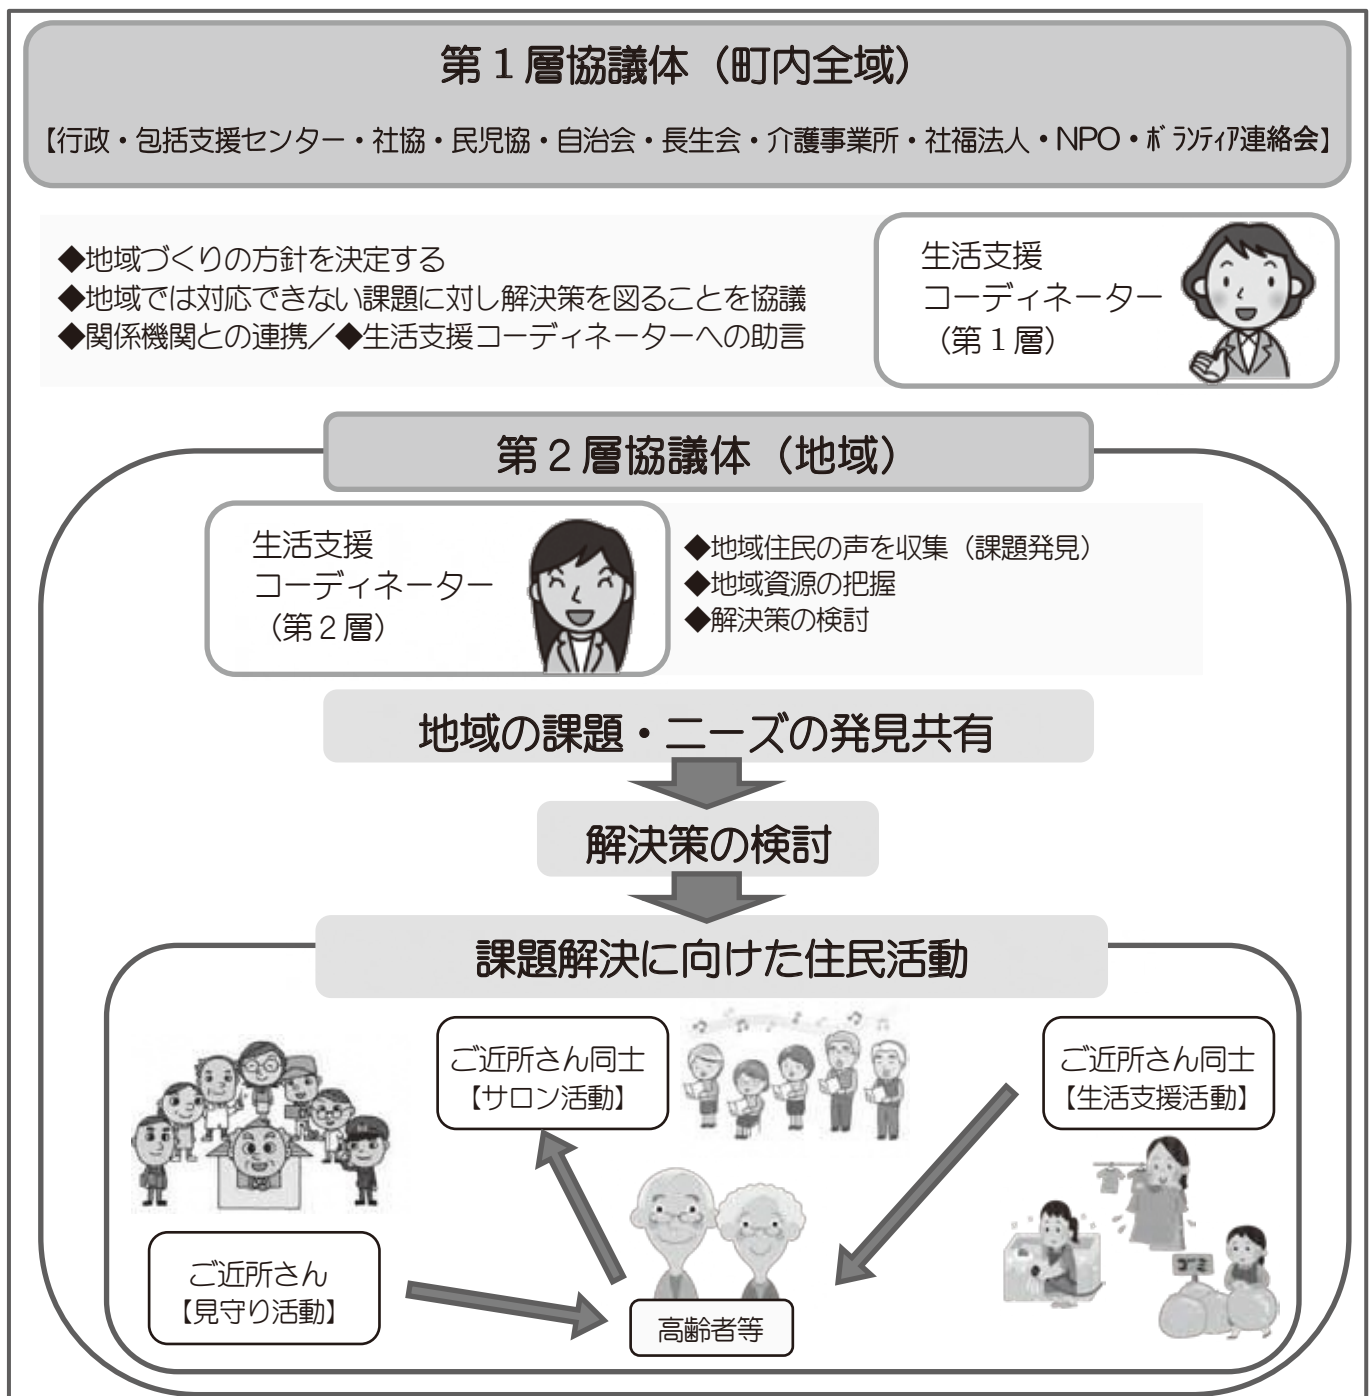 第１層協議体（町内全域）
【行政・包括支援センター・社協・民児協・自治会・長生会・介護事業所・社福法人・NPO・ﾎﾞﾗﾝﾃｨｱ連絡会】
◆地域づくりの方針を決定する
◆地域では対応できない課題に対し解決策を図ることを協議
◆関係機関との連携／◆生活支援コーディネーターへの助言
生活支援
コーディネーター
（第１層）
第２層協議体（地域）
生活支援
コーディネーター
（第２層）
◆地域住民の声を収集（課題発見）
◆地域資源の把握
◆解決策の検討
地域の課題・ニーズの発見共有
解決策の検討
課題解決に向けた住民活動
ご近所さん同士
【サロン活動】
ご近所さん同士
【生活支援活動】
ご近所さん
【見守り活動】
高齢者等
ゴミ